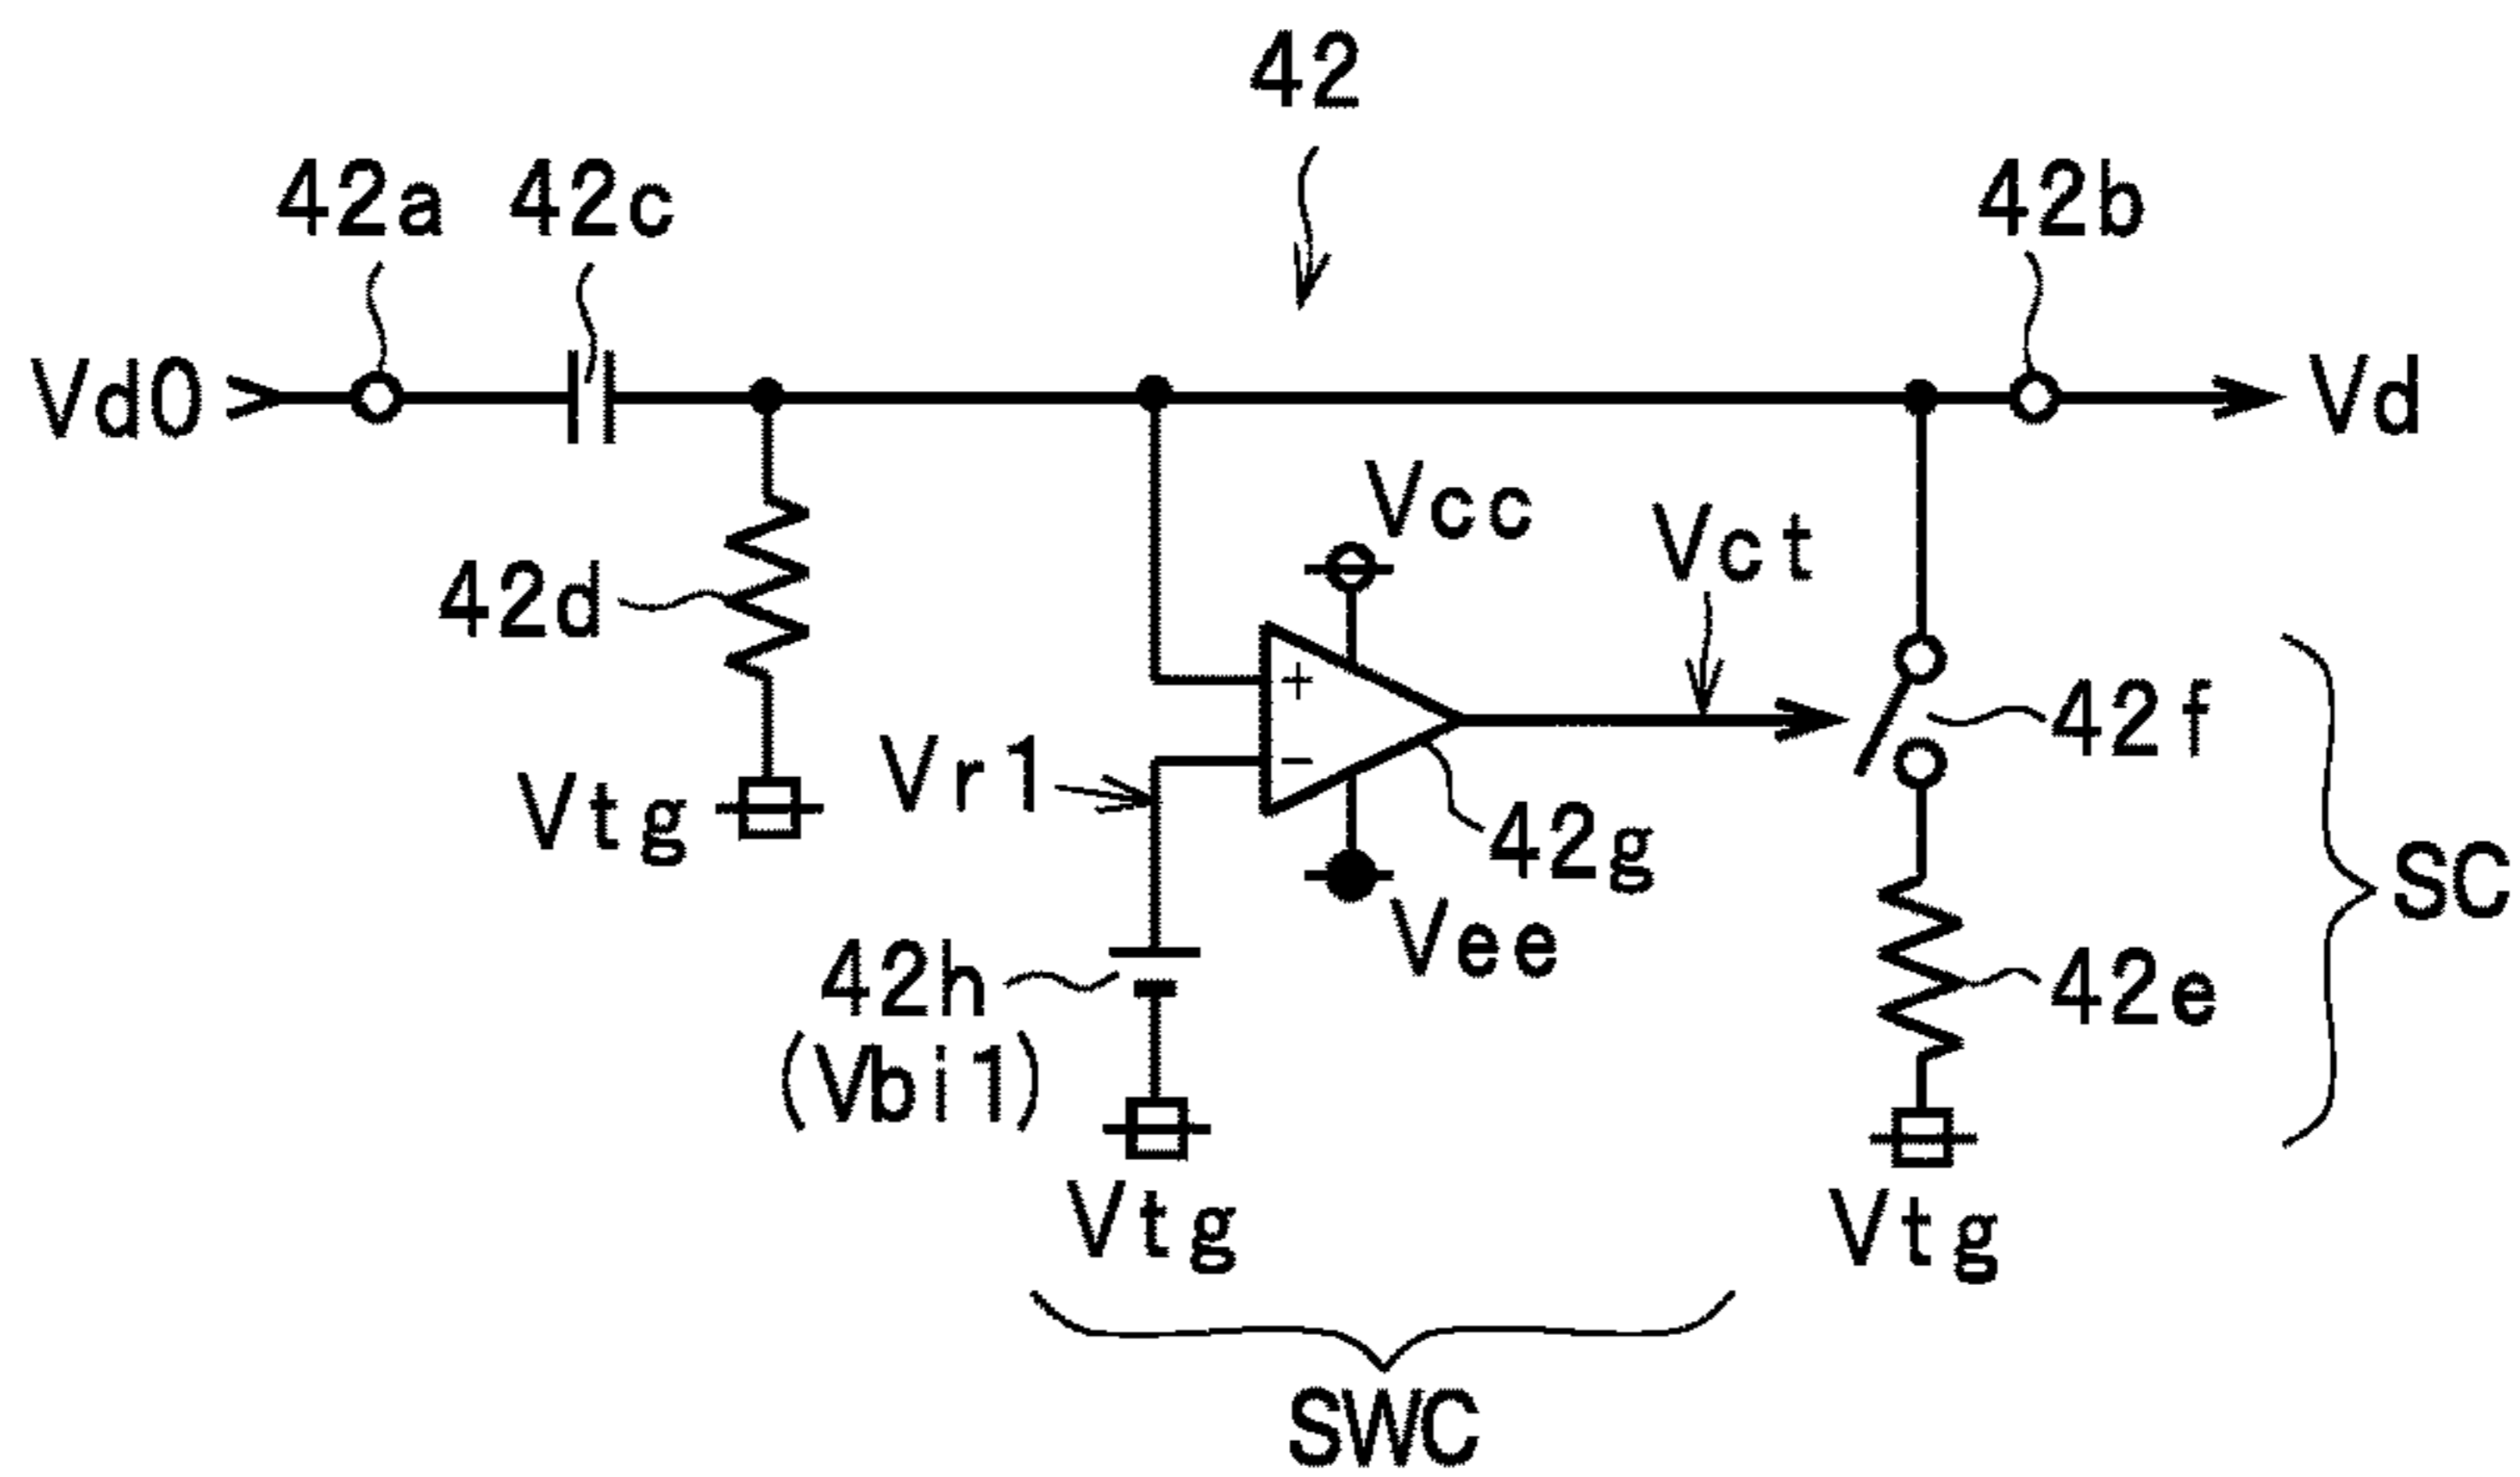 42
42a
42c
42b
Vd0
Vd
Vcc
Vct
42d
+
42f
Vr1
−
Vtg
42g
SC
Vee
42h
42e
(Vbi1)
Vtg
Vtg
SWC